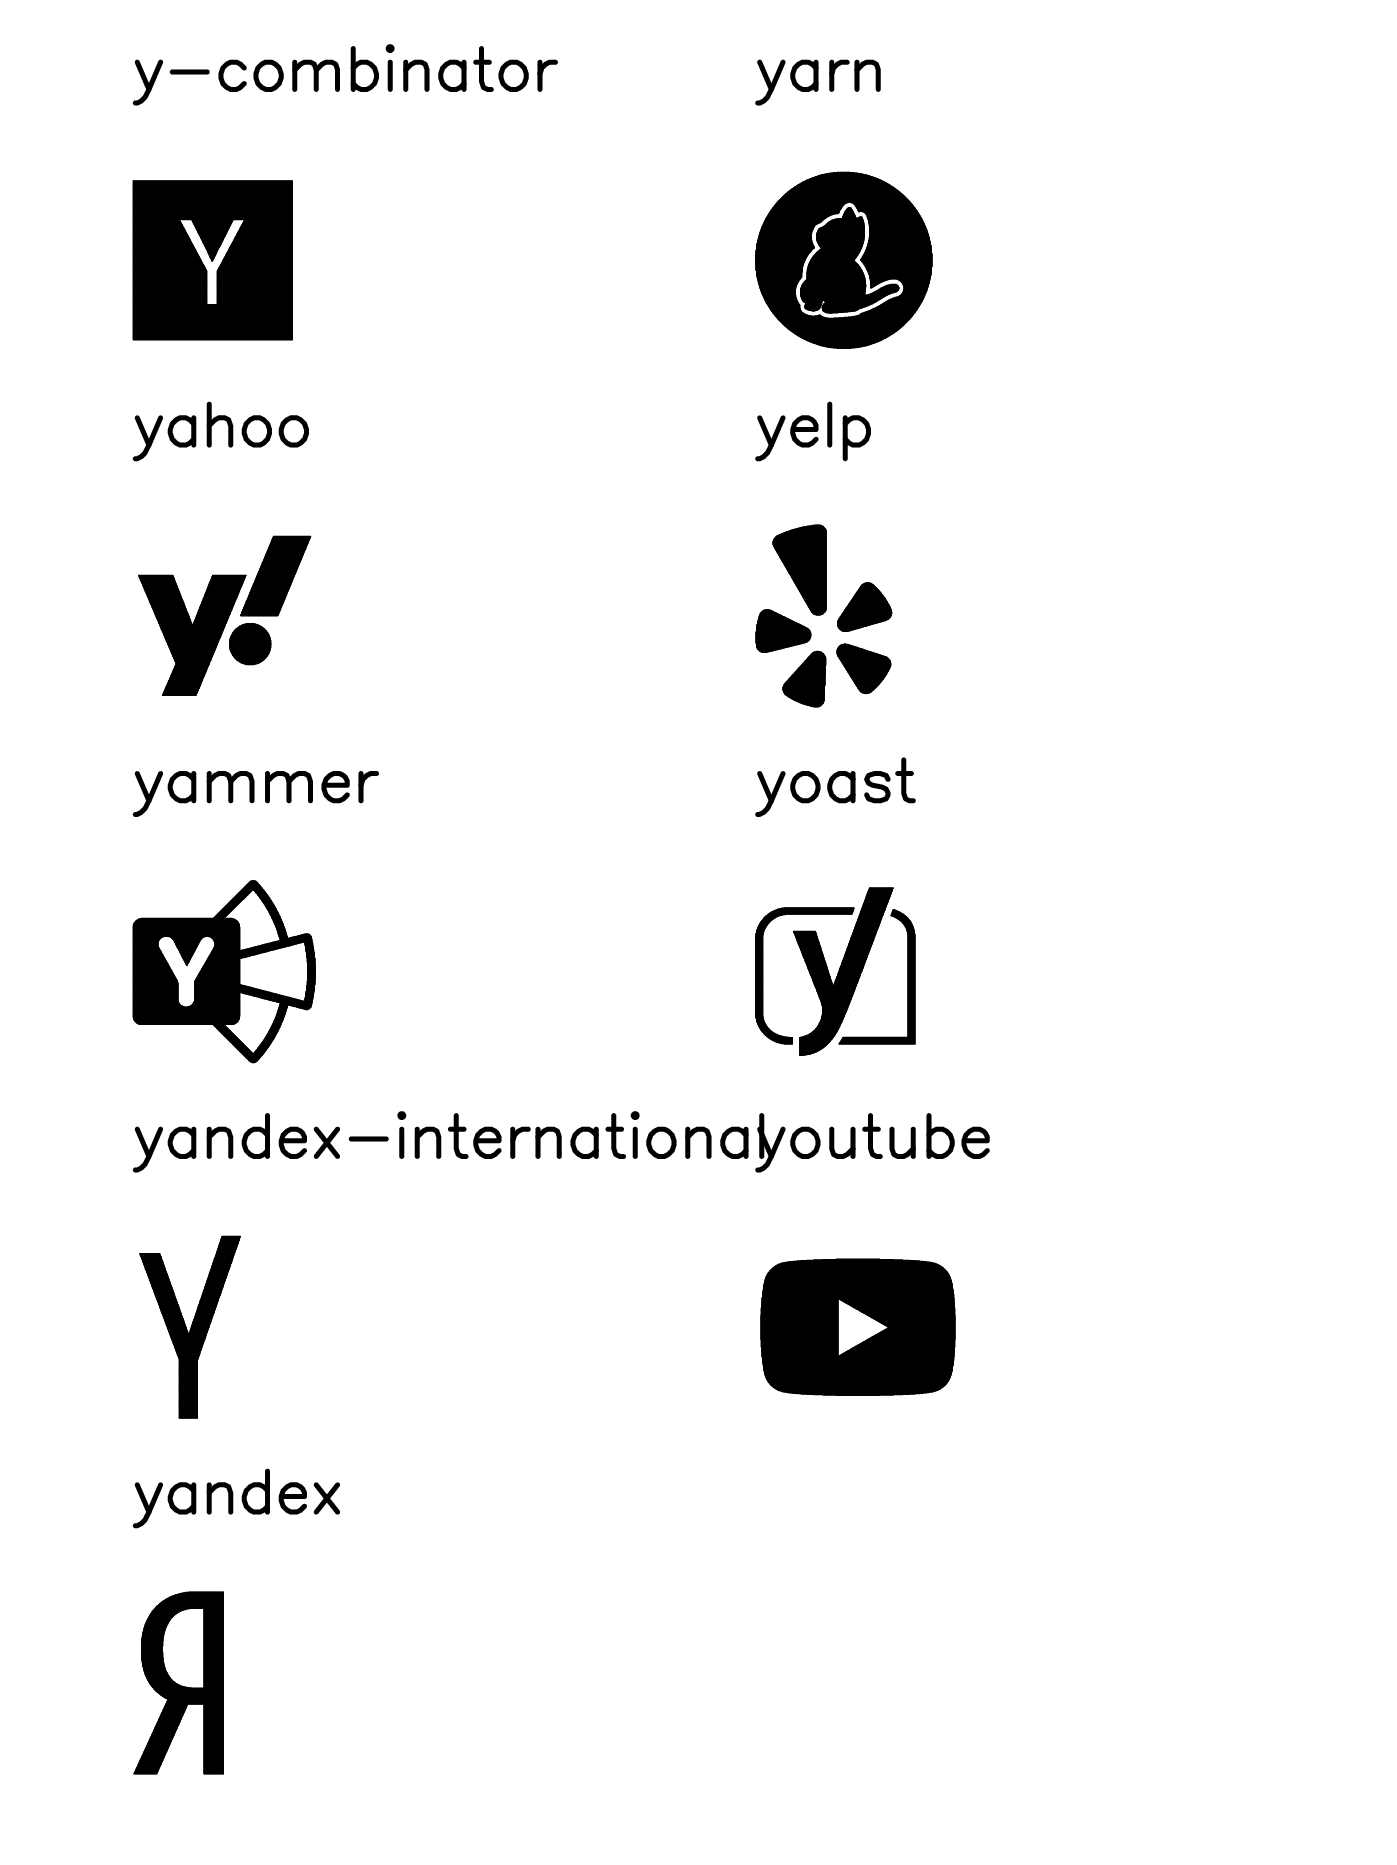 y-combinator
Y
yahoo
y!
yammer
Y
yandex-international
Y
yandex
Я
yarn
yelp
yoast
y
youtube